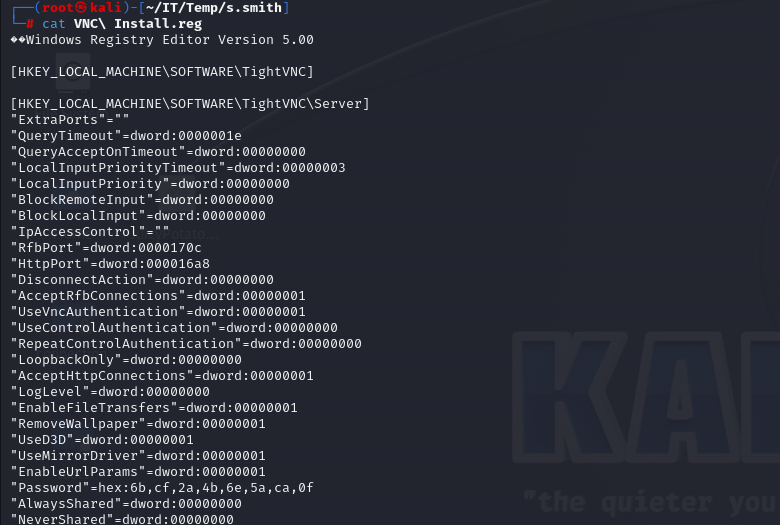 ┌──(root㉿kali)-[~/IT/Temp/s.smith]
└─# cat VNC\ Install.reg
��Windows Registry Editor Version 5.00
[HKEY_LOCAL_MACHINE\SOFTWARE\TightVNC]
[HKEY_LOCAL_MACHINE\SOFTWARE\TightVNC\Server]
"ExtraPorts"=""
"QueryTimeout"=dword:0000001e
"QueryAcceptOnTimeout"=dword:00000000
"LocalInputPriorityTimeout"=dword:00000003
"LocalInputPriority"=dword:00000000
"BlockRemoteInput"=dword:00000000
"BlockLocalInput"=dword:00000000
"IpAccessControl"=""
"RfbPort"=dword:0000170c
"HttpPort"=dword:000016a8
"DisconnectAction"=dword:00000000
"AcceptRfbConnections"=dword:00000001
"UseVncAuthentication"=dword:00000001
"UseControlAuthentication"=dword:00000000
"RepeatControlAuthentication"=dword:00000000
"LoopbackOnly"=dword:00000000
"AcceptHttpConnections"=dword:00000001
"LogLevel"=dword:00000000
"EnableFileTransfers"=dword:00000001
"RemoveWallpaper"=dword:00000001
"UseD3D"=dword:00000001
"UseMirrorDriver"=dword:00000001
"EnableUrlParams"=dword:00000001
"Password"=hex:6b,cf,2a,4b,6e,5a,ca,0f
"AlwaysShared"=dword:00000000
"NeverShared"=dword:00000000
KA
"the quieter you